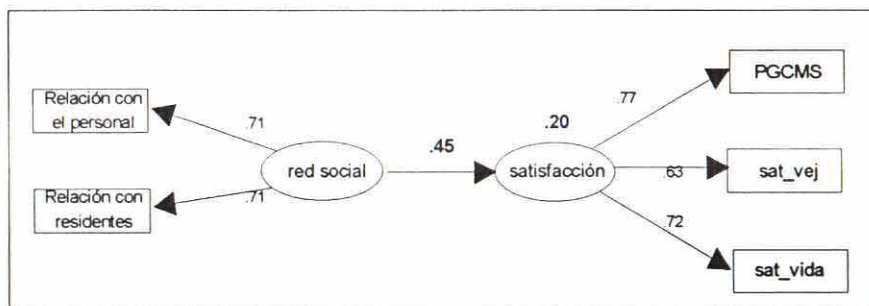 PGCMS
.77
Relación con
el personal
.71
.20
.45
red social
satisfacción
.63
sat_vej
.71
Relación con
residentes
.72
sat_vida